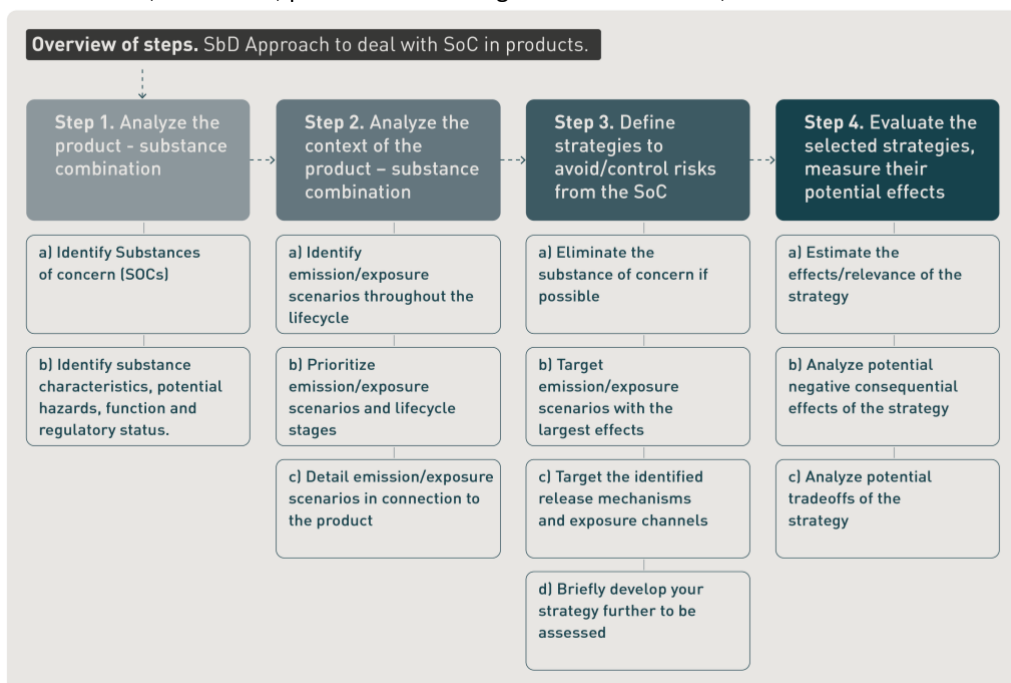 Overview of steps. SbD Approach to deal with SoC in products.
Step 1. Analyze the
product - substance
combination
a) Identify Substances
of concern (SOCs)
b) Identify substance
characteristics, potential
hazards, function and
regulatory status.
Step 2. Analyze the
context of the
product – substance
combination
a) Identify
emission/exposure
scenarios throughout the
lifecycle
b) Prioritize
emission/exposure
scenarios and lifecycle
stages
c) Detail emission/exposure
scenarios in connection to
the product
Step 3. Define
strategies to
avoid/control risks
from the SoC
a) Eliminate the
substance of concern if
possible
b) Target
emission/exposure
scenarios with the
largest effects
c) Target the identified
release mechanisms
and exposure channels
d) Briefly develop your
strategy further to be
assessed
Step 4. Evaluate the
selected strategies,
measure their
potential effects
a) Estimate the
effects/relevance of the
strategy
b) Analyze potential
negative consequential
effects of the strategy
c) Analyze potential
tradeoffs of the
strategy